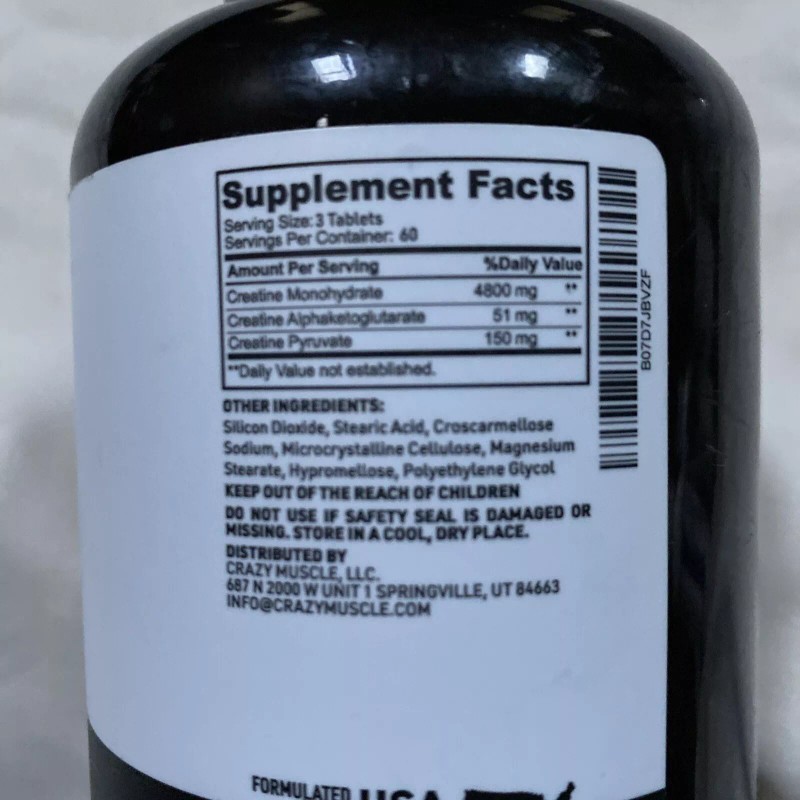 Supplement Facts
Serving Size: 3 Tablets
Servings Per Container: 60
Amount Per Serving %Daily Value
Creatine Monohydrate 4800 mg **
Creatine Alphaketoglutarate 51 mg **
Creatine Pyruvate 150 mg **
**Daily Value not established.
OTHER INGREDIENTS:
Silicon Dioxide, Stearic Acid, Croscarmellose
Sodium, Microcrystalline Cellulose, Magnesium
Stearate, Hypromellose, Polyethylene Glycol
KEEP OUT OF THE REACH OF CHILDREN
DO NOT USE IF SAFETY SEAL IS DAMAGED OR
MISSING. STORE IN A COOL, DRY PLACE.
DISTRIBUTED BY
CRAZY MUSCLE, LLC.
687 N 2000 W UNIT 1 SPRINGVILLE, UT 84663
INFO@CRAZYMUSCLE.COM
B07D7JBVZF
FORMULATED USA